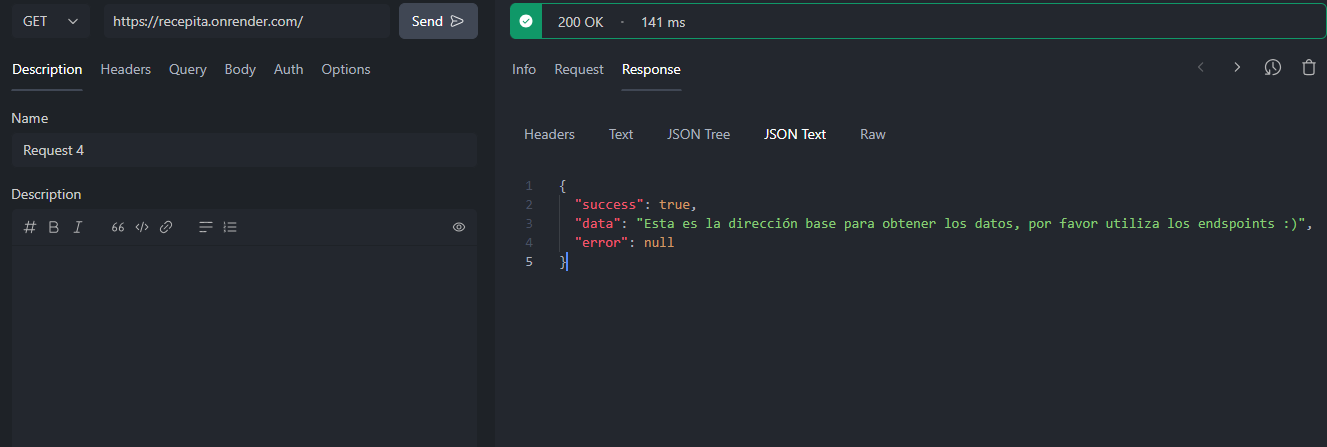 GET
https://recepita.onrender.com/
Send
Description Headers Query Body Auth Options
Name
Request 4
Description
# B I 66 </>
200 OK · 141 ms
Info Request Response
Headers Text JSON Tree JSON Text Raw
1 {
2 "success": true,
3 "data": "Esta es la dirección base para obtener los datos, por favor utiliza los endspoints :)",
4 "error": null
5 }